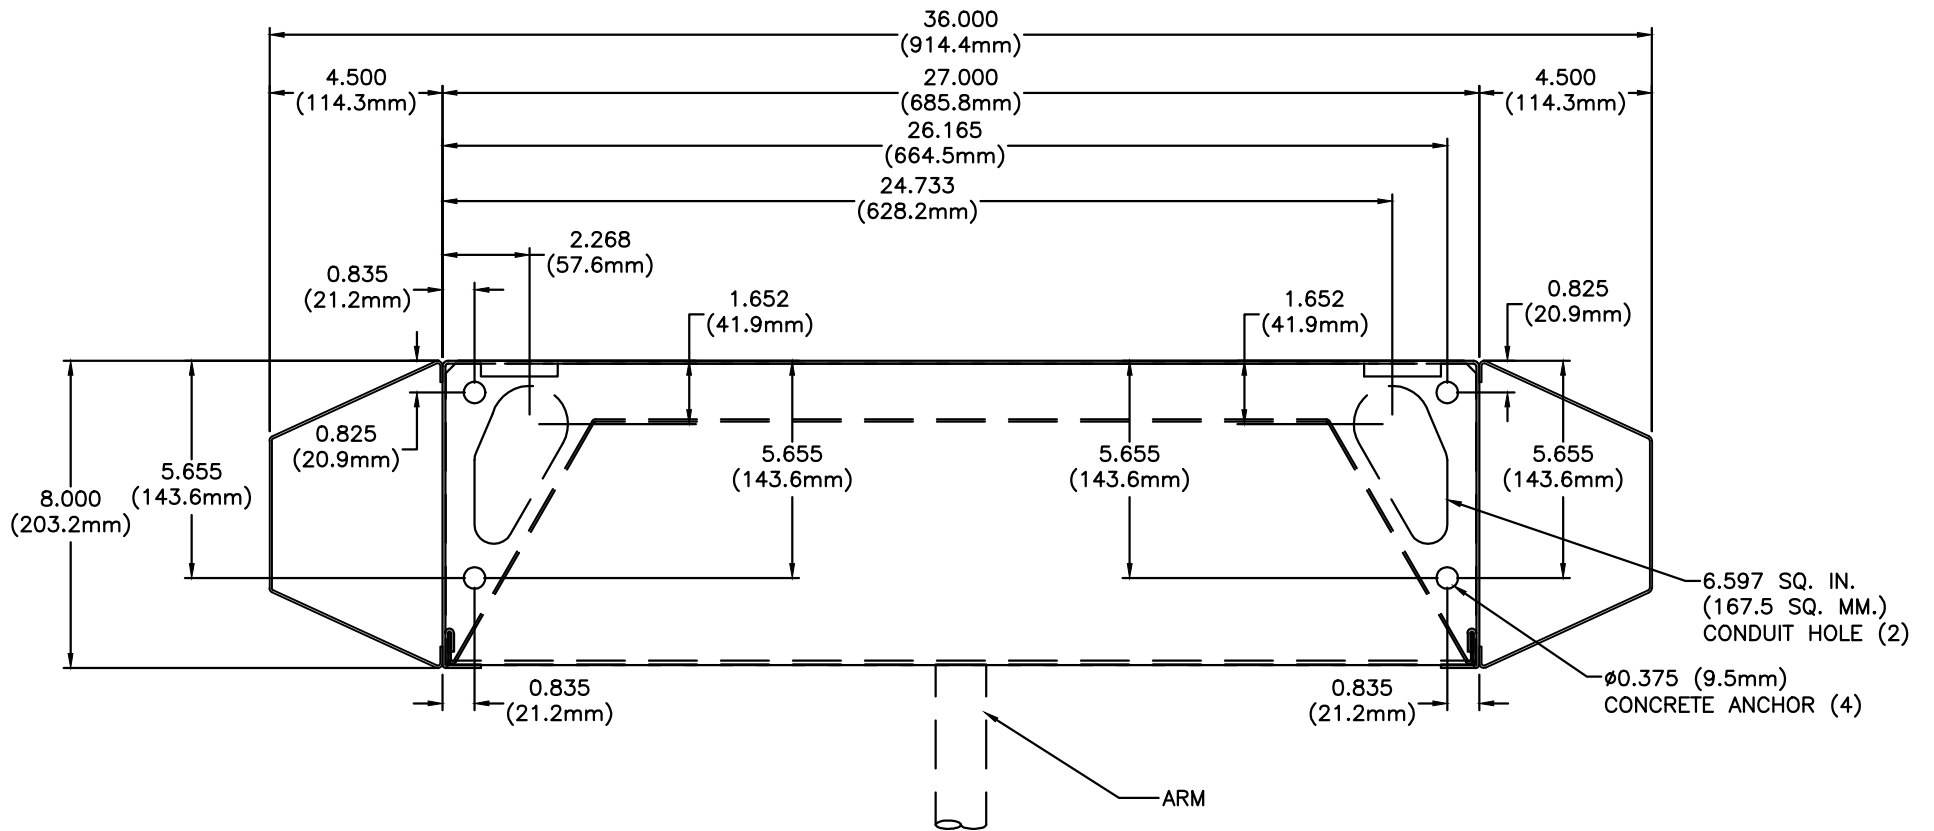 36.000
(914.4mm)
4.500
(114.3mm)
27.000
(685.8mm)
4.500
(114.3mm)
26.165
(664.5mm)
24.733
(628.2mm)
2.268
(57.6mm)
0.835
(21.2mm)
1.652
(41.9mm)
1.652
(41.9mm)
0.825
(20.9mm)
0.825
(20.9mm)
5.655
(143.6mm)
5.655
(143.6mm)
5.655
(143.6mm)
5.655
(143.6mm)
8.000
(203.2mm)
6.597 SQ. IN.
(167.5 SQ. MM.)
CONDUIT HOLE (2)
0.835
(21.2mm)
0.835
(21.2mm)
ø0.375 (9.5mm)
CONCRETE ANCHOR (4)
ARM